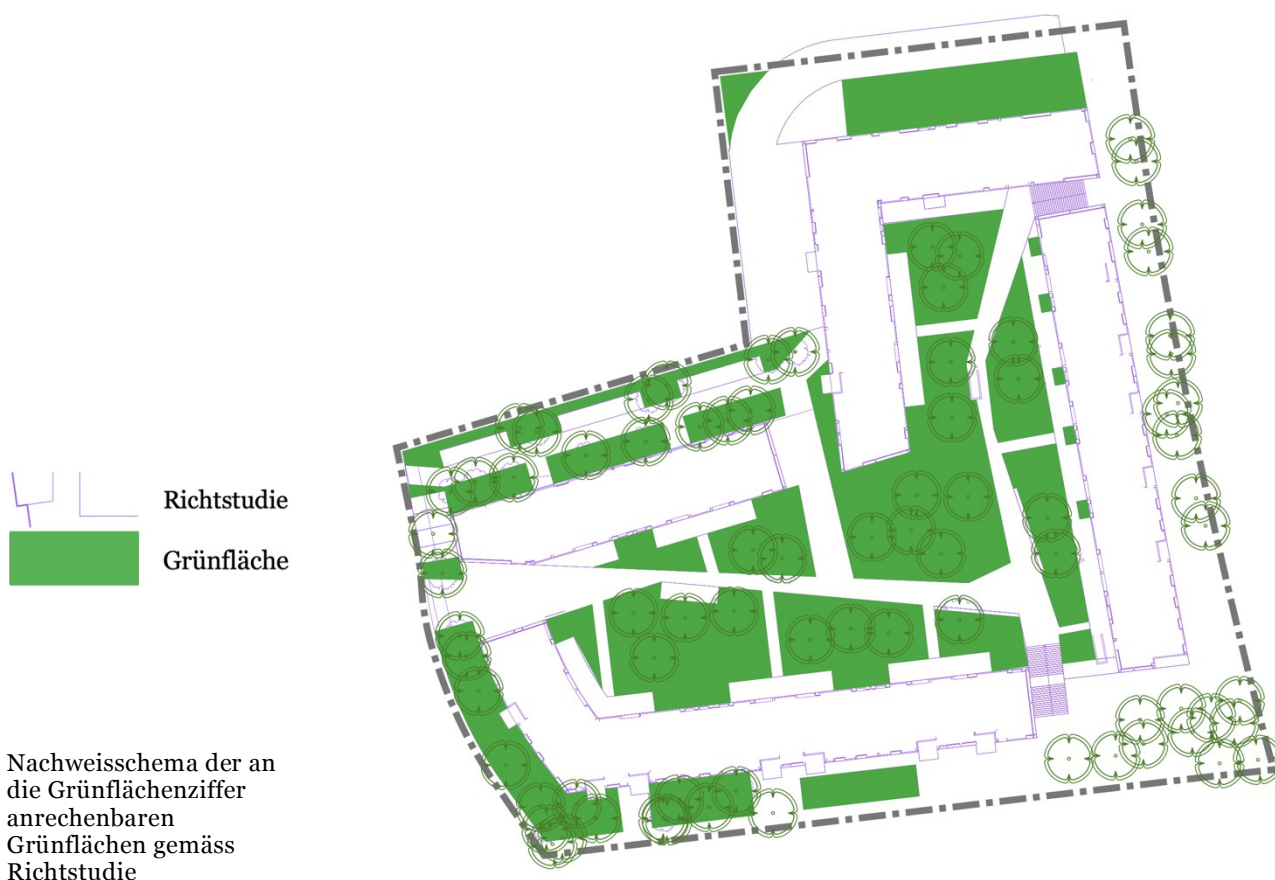 Richtstudie
Grünfläche
Nachweisschema der an
die Grünflächenziffer
anrechenbaren
Grünflächen gemäss
Richtstudie